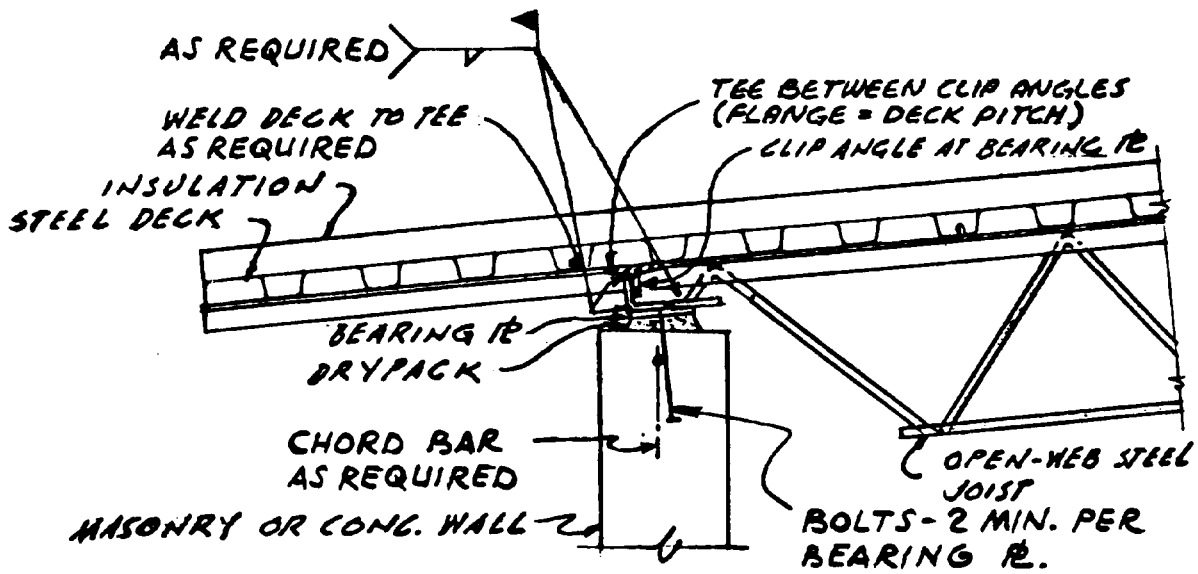 AS REQUIRED
TEE BETWEEN CLIP ANGLES
(FLANGE = DECK PITCH)
WELD DECK TO TEE
AS REQUIRED
CLIP ANGLE AT BEARING ℞
INSULATION
STEEL DECK
BEARING ℞
DRYPACK
CHORD BAR
AS REQUIRED
OPEN-WEB STEEL
JOIST
MASONRY OR CONC. WALL
BOLTS - 2 MIN. PER
BEARING ℞.